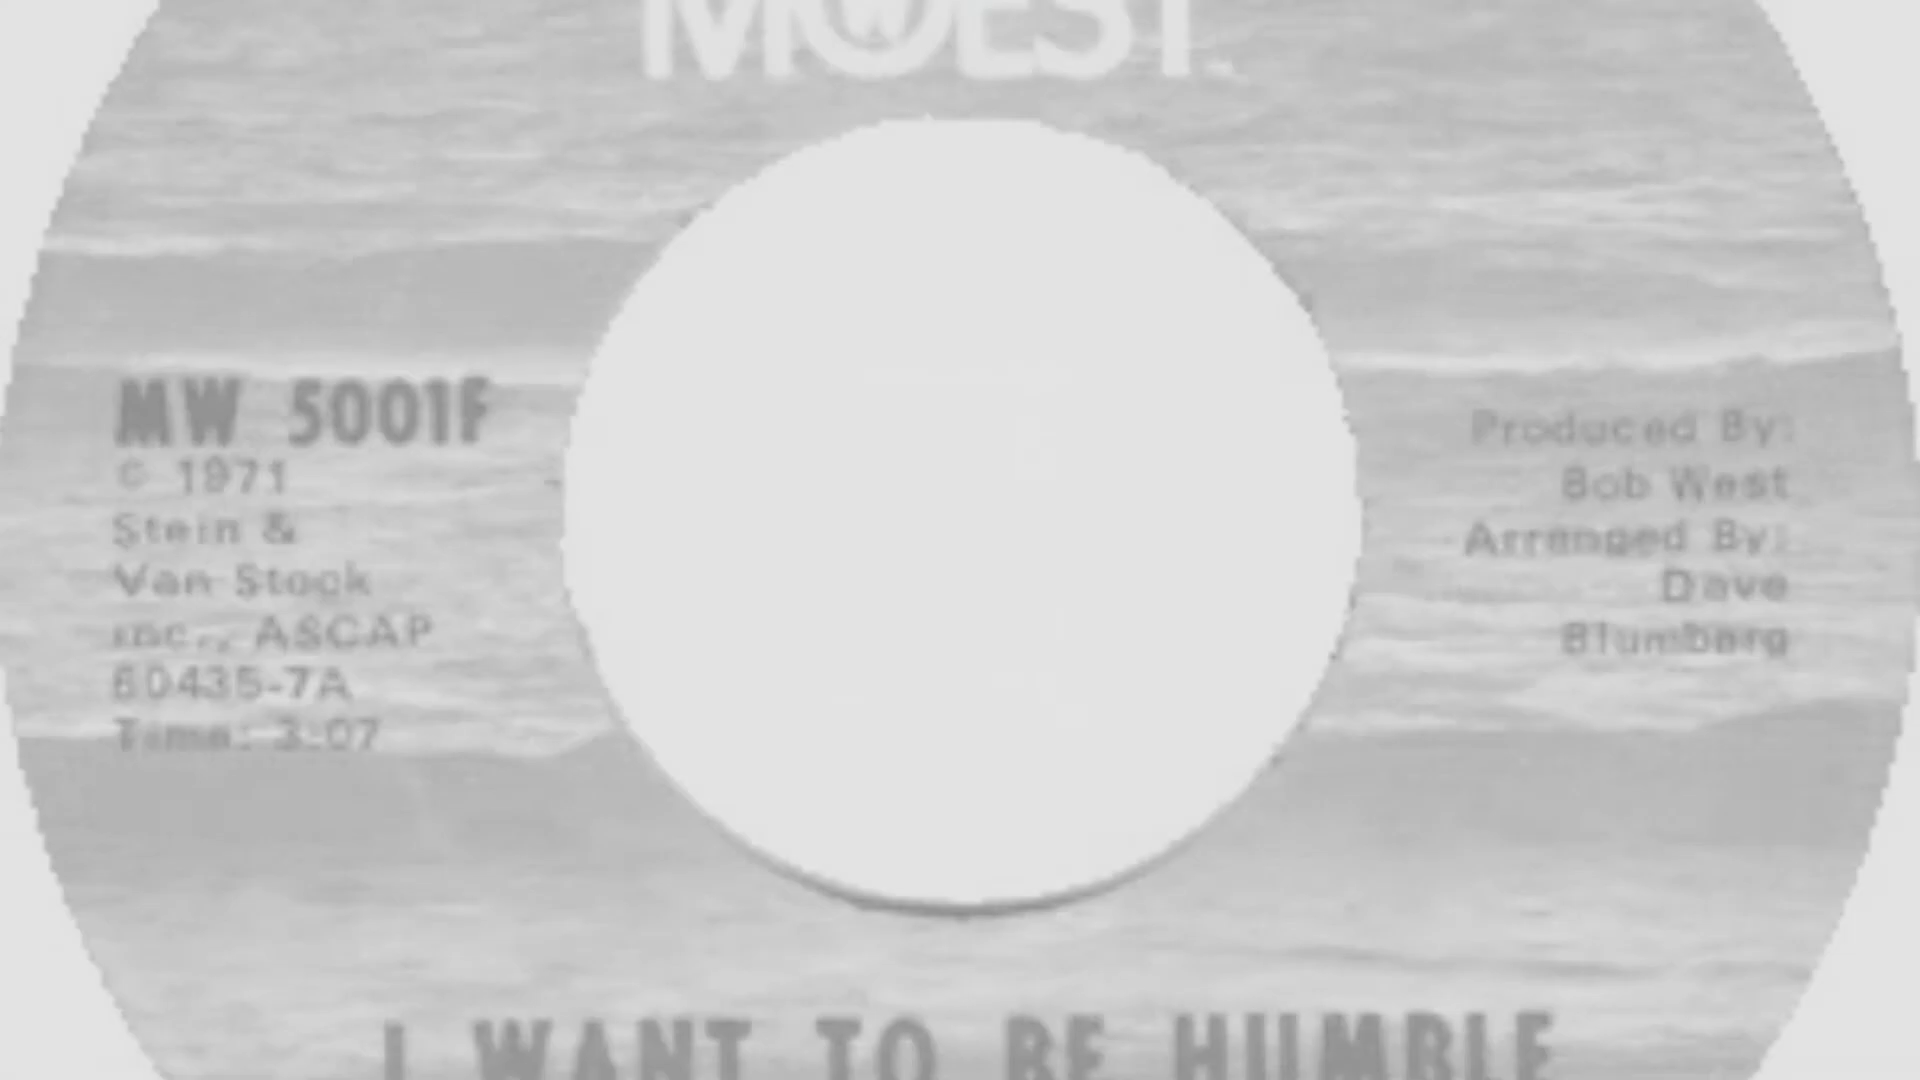 MOWEST
MW 5001F
© 1971
Stein &
Van Stock
Inc., ASCAP
60435-7A
Time: 3:07
Produced By:
Bob West
Arranged By:
Dave
Blumberg
I WANT TO BE HUMBLE